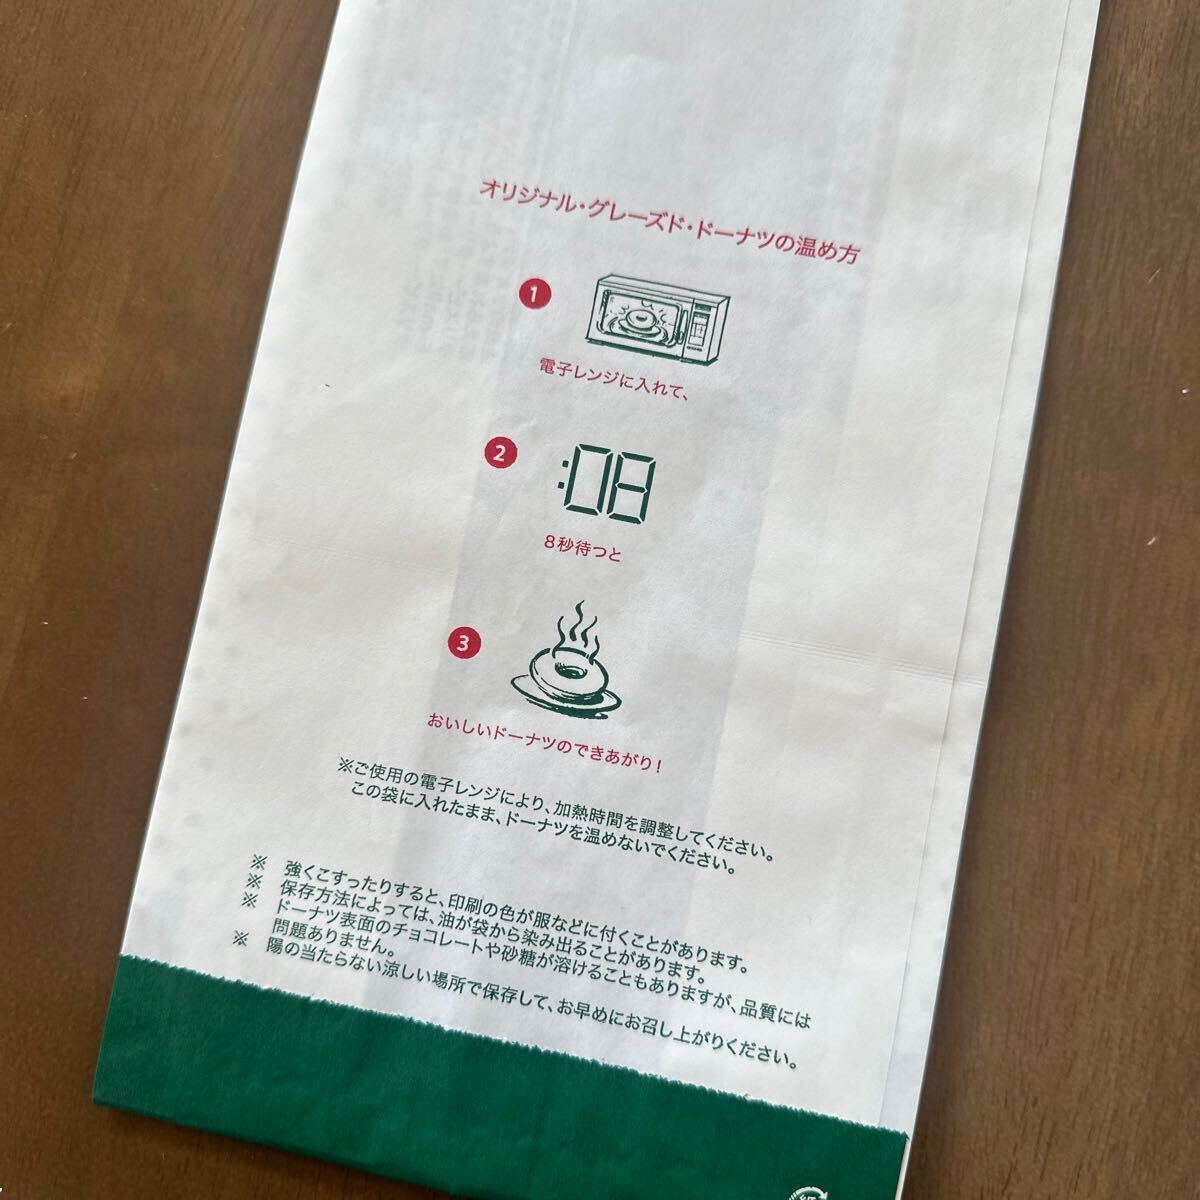 オリジナル・グレーズド・ドーナツの温め方
1
電子レンジに入れて、
2
:08
8秒待つと
3
おいしいドーナツのできあがり!
※ご使用の電子レンジにより、加熱時間を調整してください。
この袋に入れたまま、ドーナツを温めないでください。
※ 強くこすったりすると、印刷の色が服などに付くことがあります。
※ 保存方法によっては、油が袋から染み出ることがあります。
※ ドーナツ表面のチョコレートや砂糖が溶けることもありますが、品質には
問題ありません。
※ 陽の当たらない涼しい場所で保存して、お早めにお召し上がりください。